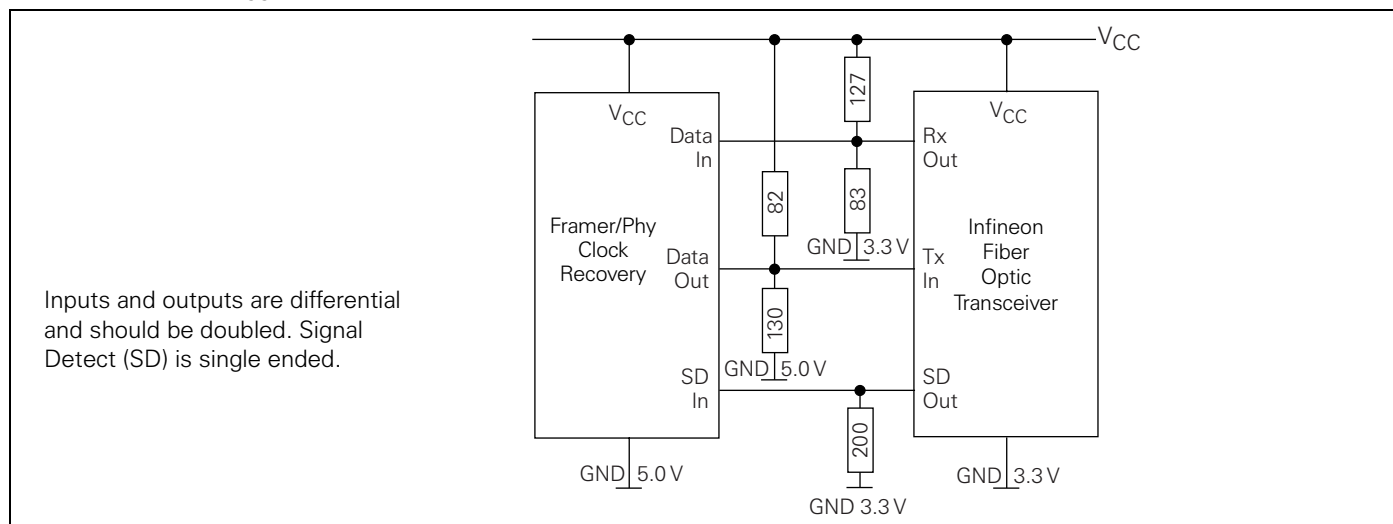 V_CC
V_CC
V_CC
127
Data
In
Rx
Out
82
83
GND 3.3 V
Framer/Phy
Clock
Recovery
Infineon
Fiber
Optic
Transceiver
Data
Out
Tx
In
Inputs and outputs are differential
and should be doubled. Signal
Detect (SD) is single ended.
130
GND 5.0 V
SD
In
SD
Out
200
GND 5.0 V
GND 3.3 V
GND 3.3 V